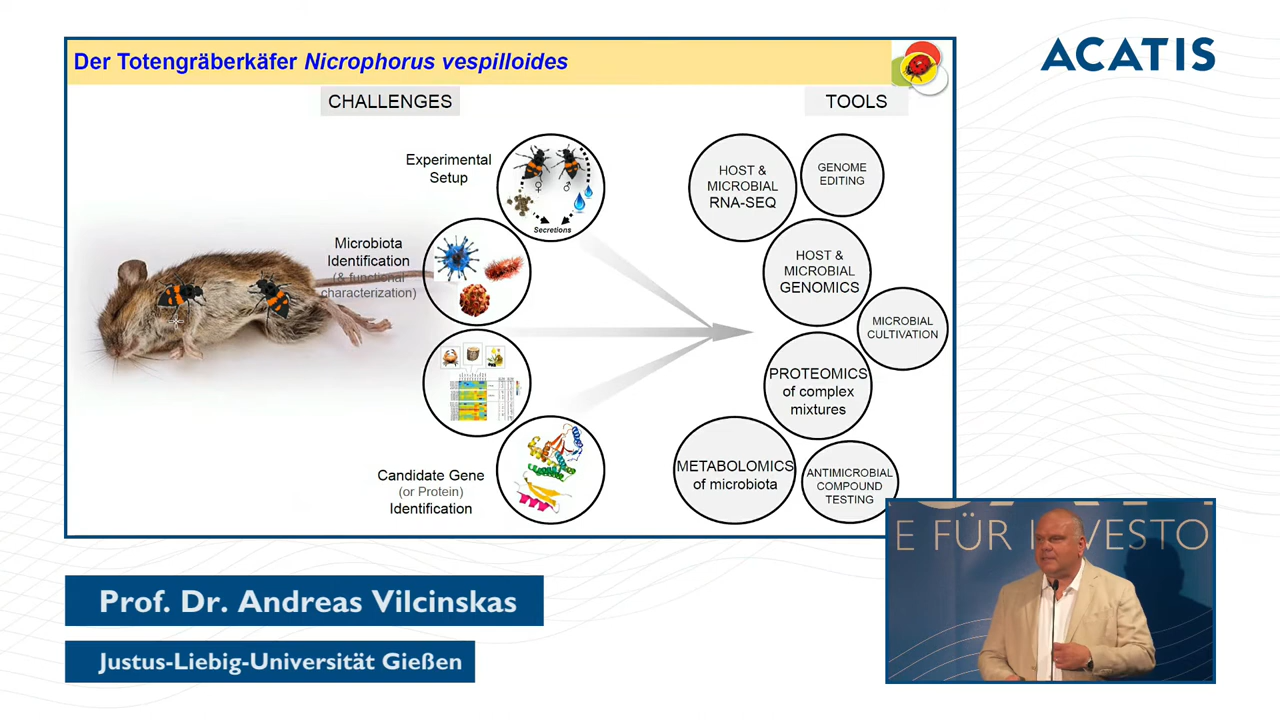 Der Totengräberkäfer Nicrophorus vespilloides
ACATIS
CHALLENGES
TOOLS
Experimental
Setup
♀ ♂
Secretions
Microbiota
Identification
(& functional
characterization)
Candidate Gene
(or Protein)
Identification
HOST &
MICROBIAL
RNA-SEQ
GENOME
EDITING
HOST &
MICROBIAL
GENOMICS
MICROBIAL
CULTIVATION
PROTEOMICS
of complex
mixtures
METABOLOMICS
of microbiota
ANTIMICROBIAL
COMPOUND
TESTING
E FÜR INVESTO
Prof. Dr. Andreas Vilcinskas
Justus-Liebig-Universität Gießen